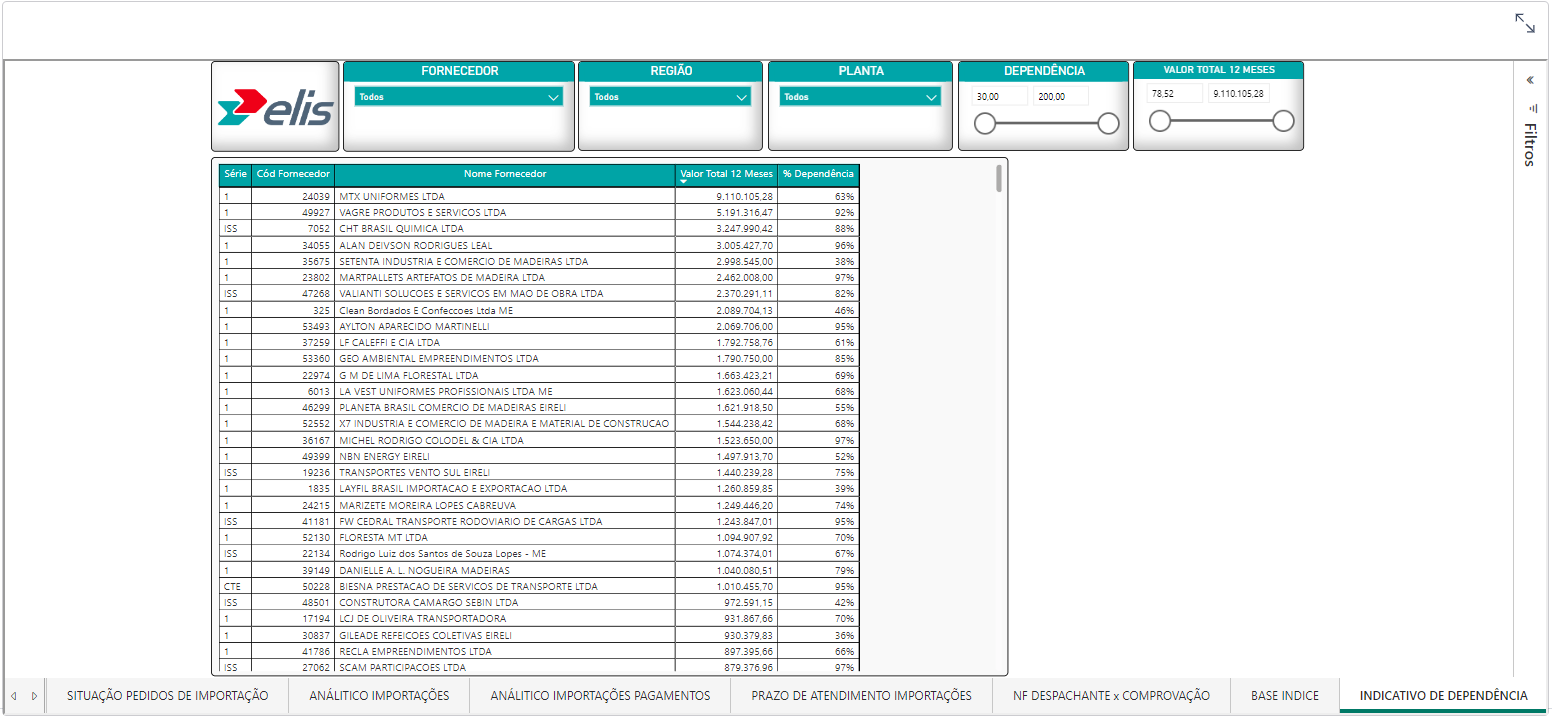 elis
FORNECEDOR
Todos
REGIÃO
Todos
PLANTA
Todos
DEPENDÊNCIA
30,00 200,00
VALOR TOTAL 12 MESES
78,52 9.110.105,28
Filtros
Série Cód Fornecedor Nome Fornecedor Valor Total 12 Meses % Dependência
1 24039 MTX UNIFORMES LTDA 9.110.105,28 63%
1 49927 VAGRE PRODUTOS E SERVICOS LTDA 5.191.316,47 92%
ISS 7052 CHT BRASIL QUIMICA LTDA 3.247.990,42 88%
1 34055 ALAN DEIVSON RODRIGUES LEAL 3.005.427,70 96%
1 35675 SETENTA INDUSTRIA E COMERCIO DE MADEIRAS LTDA 2.998.545,00 38%
1 23802 MARTPALLETS ARTEFATOS DE MADEIRA LTDA 2.462.008,00 97%
ISS 47268 VALIANTI SOLUCOES E SERVICOS EM MAO DE OBRA LTDA 2.370.291,11 82%
1 325 Clean Bordados E Confeccoes Ltda ME 2.089.704,13 46%
1 53493 AYLTON APARECIDO MARTINELLI 2.069.706,00 95%
1 37259 LF CALEFFI E CIA LTDA 1.792.758,76 61%
1 53360 GEO AMBIENTAL EMPREENDIMENTOS LTDA 1.790.750,00 85%
1 22974 G M DE LIMA FLORESTAL LTDA 1.663.423,21 69%
1 6013 LA VEST UNIFORMES PROFISSIONAIS LTDA ME 1.623.060,44 68%
1 46299 PLANETA BRASIL COMERCIO DE MADEIRAS EIRELI 1.621.918,50 55%
1 52552 X7 INDUSTRIA E COMERCIO DE MADEIRA E MATERIAL DE CONSTRUCAO 1.544.238,42 68%
1 36167 MICHEL RODRIGO COLODEL & CIA LTDA 1.523.650,00 97%
1 49399 NBN ENERGY EIRELI 1.497.913,70 52%
ISS 19236 TRANSPORTES VENTO SUL EIRELI 1.440.239,28 75%
1 1835 LAYFIL BRASIL IMPORTACAO E EXPORTACAO LTDA 1.260.859,85 39%
1 24215 MARIZETE MOREIRA LOPES CABREUVA 1.249.446,20 74%
ISS 41181 FW CEDRAL TRANSPORTE RODOVIARIO DE CARGAS LTDA 1.243.847,01 95%
1 52130 FLORESTA MT LTDA 1.094.907,92 70%
ISS 22134 Rodrigo Luiz dos Santos de Souza Lopes - ME 1.074.374,01 67%
1 39149 DANIELLE A. L. NOGUEIRA MADEIRAS 1.040.080,51 79%
CTE 50228 BIESNA PRESTACAO DE SERVICOS DE TRANSPORTE LTDA 1.010.455,70 95%
ISS 48501 CONSTRUTORA CAMARGO SEBIN LTDA 972.591,15 42%
1 17194 LCJ DE OLIVEIRA TRANSPORTADORA 931.867,66 70%
1 30837 GILEADE REFEICOES COLETIVAS EIRELI 930.379,83 36%
1 41786 RECLA EMPREENDIMENTOS LTDA 897.395,66 66%
ISS 27062 SCAM PARTICIPACOES LTDA 879.376,96 97%
SITUAÇÃO PEDIDOS DE IMPORTAÇÃO ANÁLITICO IMPORTAÇÕES ANÁLITICO IMPORTAÇÕES PAGAMENTOS PRAZO DE ATENDIMENTO IMPORTAÇÕES NF DESPACHANTE x COMPROVAÇÃO BASE INDICE INDICATIVO DE DEPENDÊNCIA